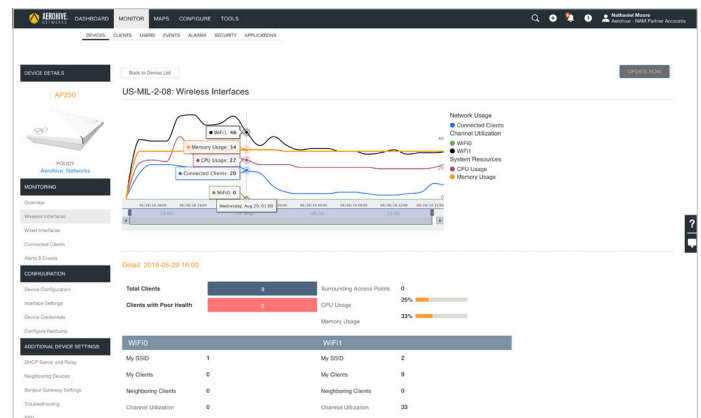 AEROHIVE NETWORKS DASHBOARD MONITOR MAPS CONFIGURE TOOLS Nathaniel Moore
Aerohive - NAM Partner Accounts
DEVICES CLIENTS USERS EVENTS ALARMS SECURITY APPLICATIONS
DEVICE DETAILS Back to Device List UPDATE NOW
AP250 US-MIL-2-08: Wireless Interfaces
Network Usage
Connected Clients
Channel Utilization
WiFi0
WiFi1
System Resources
CPU Usage
Memory Usage
WiFi1: 46
Memory Usage: 34
CPU Usage: 27
Connected Clients: 20
WiFi0: 0
Wednesday, Aug 29, 01:00
40
20
0
POLICY
Aerohive_Networks
MONITORING
Overview
Wireless Interfaces
Wired Interfaces
Connected Clients
Alerts & Events
CONFIGURATION
Device Configuration
Interface Settings
Device Credentials
Configure Netdump
ADDITIONAL DEVICE SETTINGS
DHCP Server and Relay
Neighboring Devices
Bonjour Gateway Settings
Troubleshooting
?
Detail: 2018-08-29 16:00
Total Clients 9 Surrounding Access Points 0
Clients with Poor Health 2 CPU Usage 25%
Memory Usage 33%
WiFi0 WiFi1
My SSID 1 My SSID 2
My Clients 0 My Clients 9
Neighboring Clients 0 Neighboring Clients 0
Channel Utilization 0 Channel Utilization 33